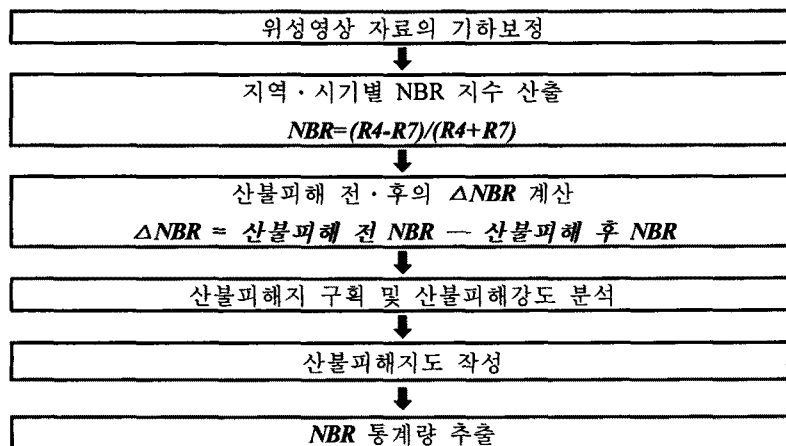 위성영상 자료의 기하보정
지역 · 시기별 NBR 지수 산출
NBR=(R4-R7)/(R4+R7)
산불피해 전 · 후의 △NBR 계산
△NBR = 산불피해 전 NBR — 산불피해 후 NBR
산불피해지 구획 및 산불피해강도 분석
산불피해지도 작성
NBR 통계량 추출